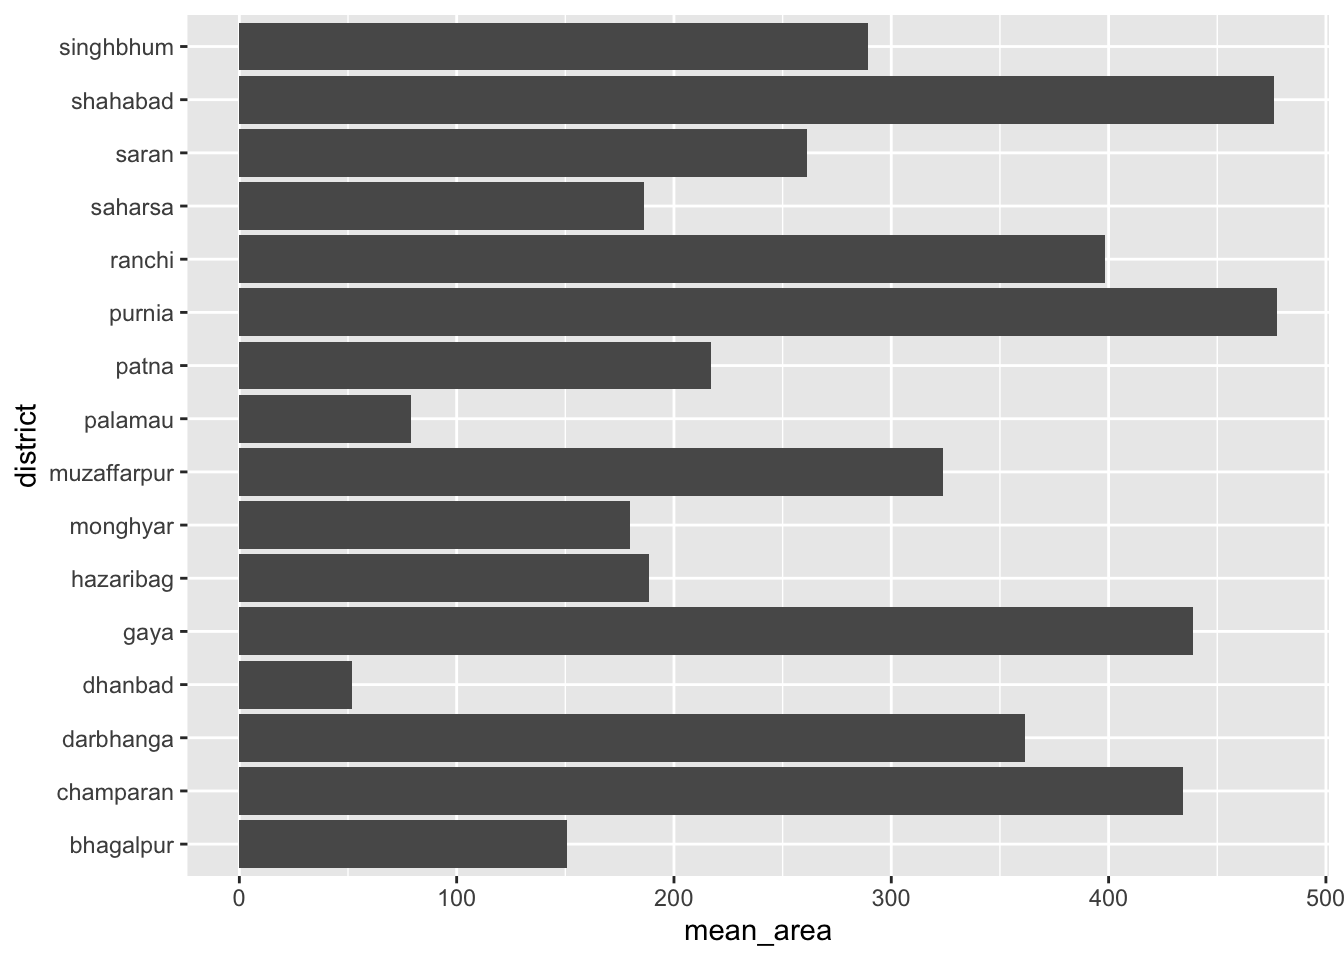 singhbhum
shahabad
saran
saharsa
ranchi
purnia
patna
palamau
muzaffarpur
monghyar
hazaribag
gaya
dhanbad
darbhanga
champaran
bhagalpur
district
0 100 200 300 400 500
mean_area